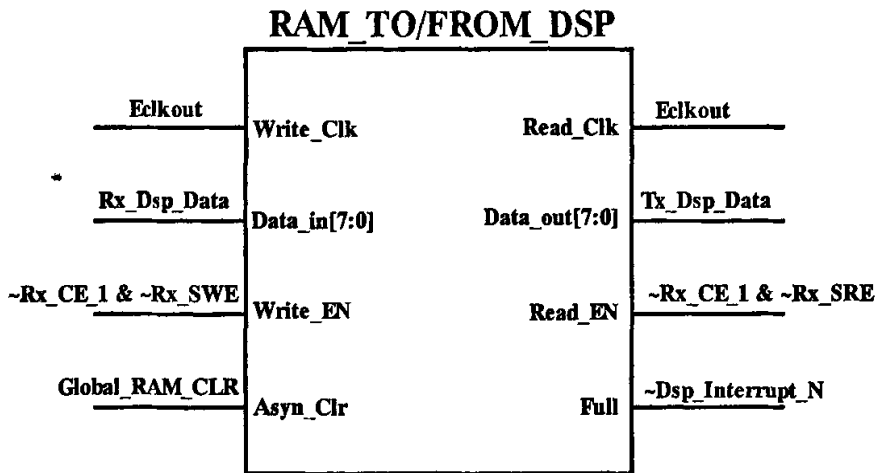 RAM_TO/FROM_DSP
Eclkout
Write_Clk
Read_Clk
Eclkout
Rx_Dsp_Data
Data_in[7:0]
Data_out[7:0]
Tx_Dsp_Data
~Rx_CE_1 & ~Rx_SWE
Write_EN
Read_EN
~Rx_CE_1 & ~Rx_SRE
Global_RAM_CLR
Asyn_Clr
Full
~Dsp_Interrupt_N